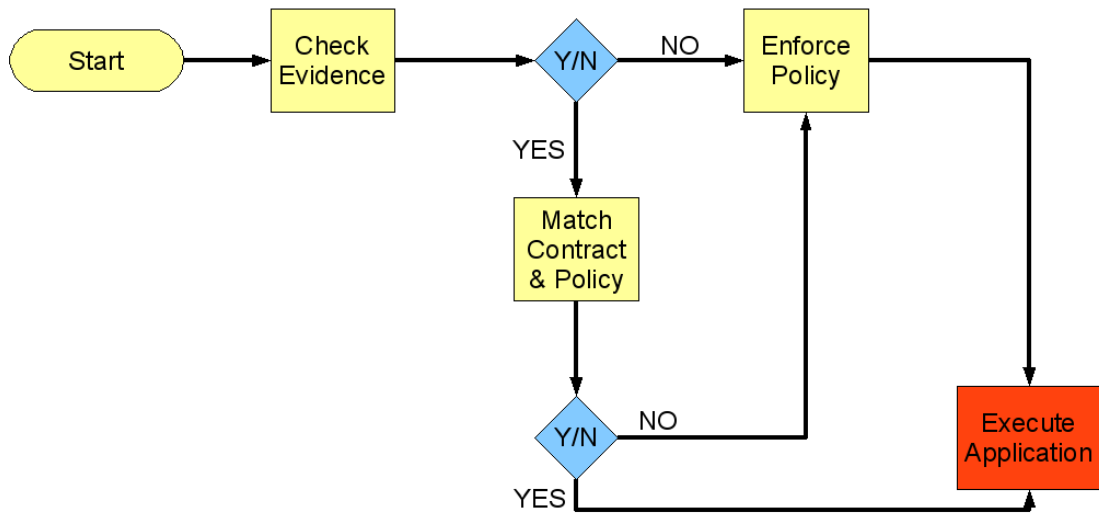 Start
Check
Evidence
Y/N
NO
Enforce
Policy
YES
Match
Contract
& Policy
Y/N
NO
Execute
Application
YES